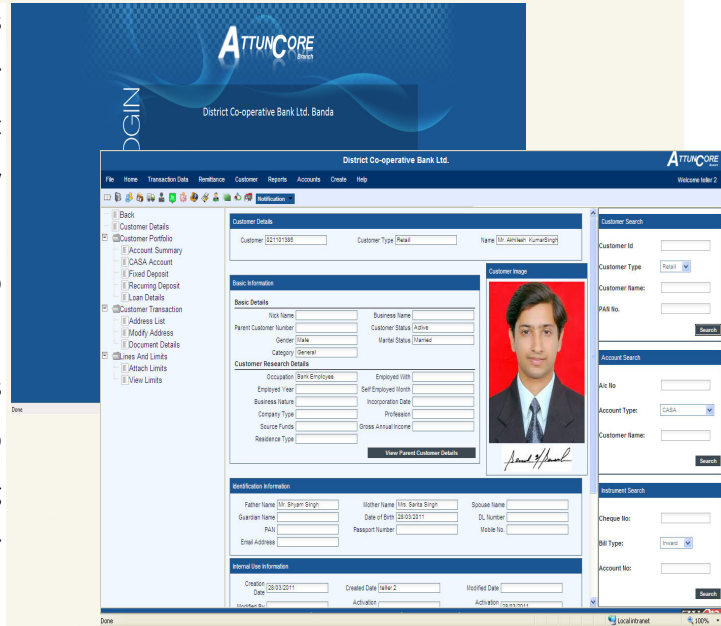 ATTUNCORE
Branch
LOGIN
District Co-operative Bank Ltd. Banda
District Co-operative Bank Ltd.
ATTUNCORE
File Home Transaction Data Remittance Customer Reports Accounts Create Help
Welcome teller 2
Notification
Back
Customer Details
Customer Portfolio
Account Summary
CASA Account
Fixed Deposit
Recurring Deposit
Loan Details
Customer Transaction
Address List
Modify Address
Document Details
Lines And Limits
Attach Limits
View Limits
Customer Details
Customer 021101386 Customer Type Retail Name Mr. Akhilesh KumarSingh
Basic Information
Basic Details
Nick Name Business Name
Parent Customer Number Customer Status Active
Gender Male Marital Status Married
Category General
Customer Research Details
Occupation Bank Employee Employed With
Employed Year Self Employed Month
Business Nature Incorporation Date
Company Type Profession
Source Funds Gross Annual Income
Residence Type
View Parent Customer Details
Customer Image
Identification Information
Father Name Mr. Shyam Singh Mother Name Mrs. Sarita Singh Spouse Name
Guardian Name Date of Birth 28/03/2011 DL Number
PAN Passport Number Mobile No.
Email Address
Internal Use Information
Creation Date 28/03/2011 Created Date teller 2 Modified Date
Modified By Activation Activation 28/03/2011
Customer Search
Customer Id
Customer Type Retail
Customer Name:
PAN No.
Search
Account Search
A/c No
Account Type: CASA
Customer Name:
Search
Instrument Search
Cheque No:
Bill Type: Inward
Account No:
Search
Done
Done
Local intranet
100%